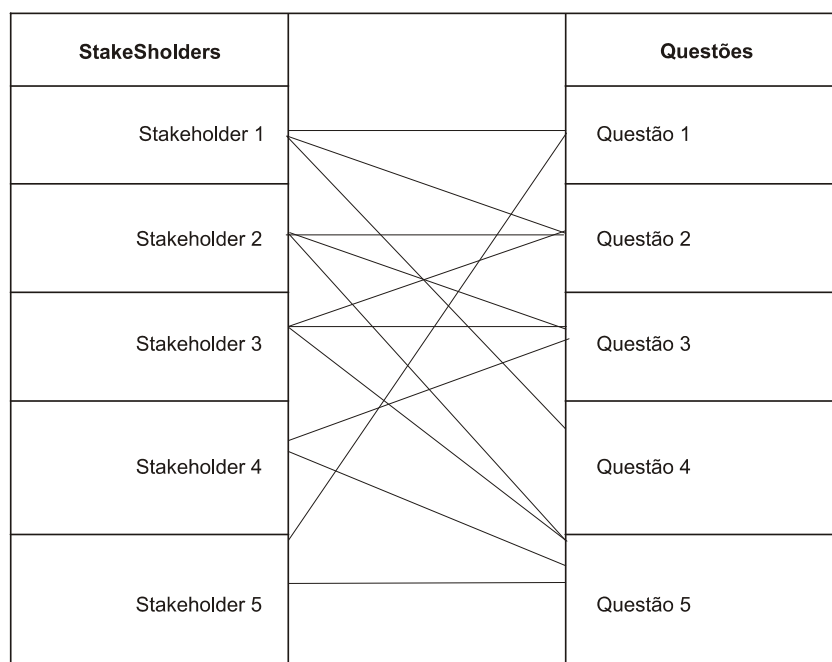 StakeSholders Questões
Stakeholder 1 Questão 1
Stakeholder 2 Questão 2
Stakeholder 3 Questão 3
Stakeholder 4 Questão 4
Stakeholder 5 Questão 5